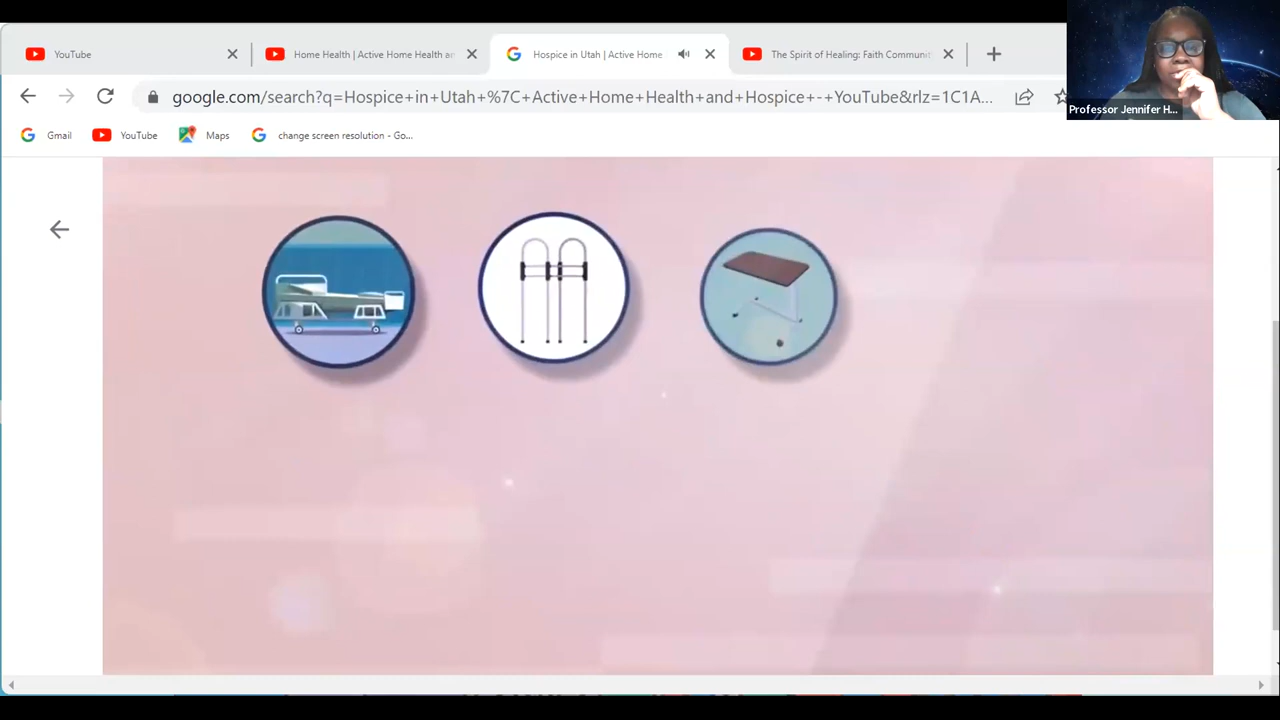 YouTube
Home Health | Active Home Health an
Hospice in Utah | Active Home
The Spirit of Healing: Faith Communit
google.com/search?q=Hospice+in+Utah+%7C+Active+Home+Health+and+Hospice+-+YouTube&rlz=1C1A...
Professor Jennifer H...
Gmail
YouTube
Maps
change screen resolution - Go...